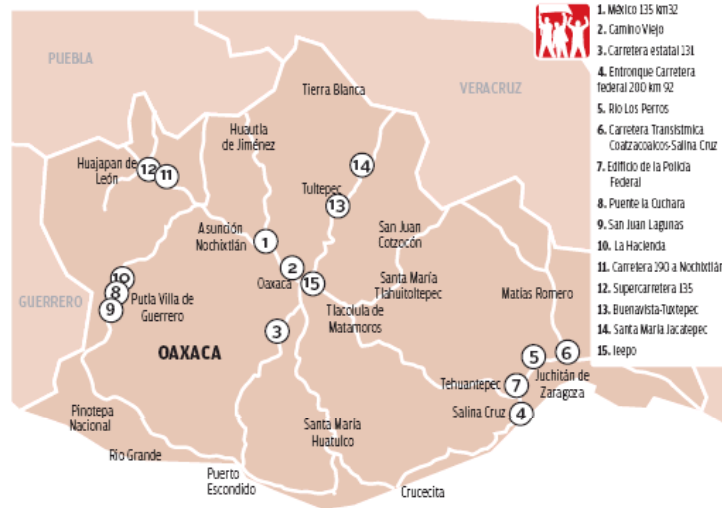 1. México 135 km32
2. Camino Viejo
3. Carretera estatal 131
4. Entronque Carretera
federal 200 km 92
5. Río Los Perros
6. Carretera Transístmica
Coatzacoalcos-Salina Cruz
7. Edificio de la Policía
Federal
8. Puente la Cuchara
9. San Juan Lagunas
10. La Hacienda
11. Carretera 190 a Nochixtlán
12. Supercarretera 135
13. Buenavista-Tuxtepec
14. Santa María Jacatepec
15. Ieepo
PUEBLA
VERACRUZ
Tierra Blanca
Huautla
de Jiménez
Huajapan de
León
12
11
14
Tultepec
13
Asunción
Nochixtlán
1
San Juan
Cotzocón
2
Oaxaca
15
Santa María
Tlahuitoltepec
Matías Romero
10
8
9
Putla Villa de
Guerrero
GUERRERO
Tlacolula de
Matamoros
3
OAXACA
5
6
Juchitán de
Zaragoza
Tehuantepec
7
Salina Cruz
4
Pinotepa
Nacional
Santa María
Huatulco
Río Grande
Puerto
Escondido
Crucecita